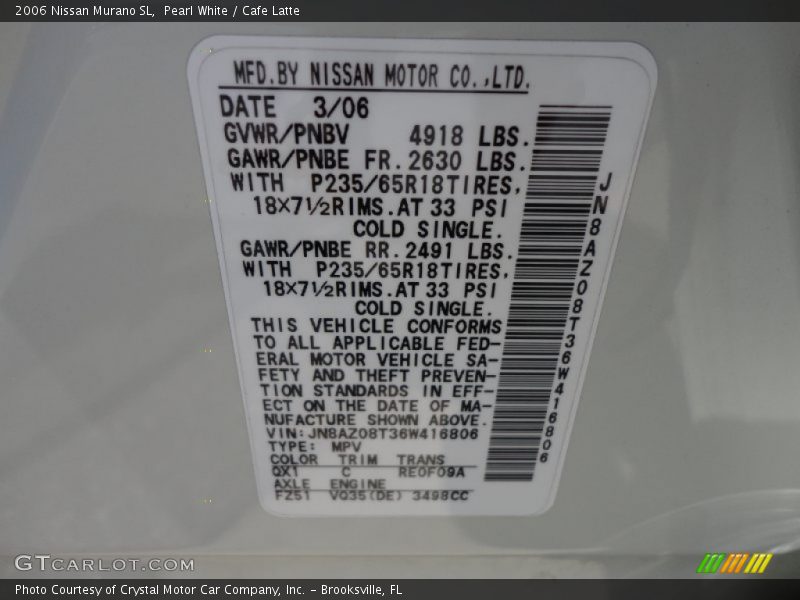 2006 Nissan Murano SL, Pearl White / Cafe Latte
MFD.BY NISSAN MOTOR CO.,LTD.
DATE 3/06
GVWR/PNBV 4918 LBS.
GAWR/PNBE FR. 2630 LBS.
WITH P235/65R18TIRES,
18×7½RIMS.AT 33 PSI
COLD SINGLE.
GAWR/PNBE RR. 2491 LBS.
WITH P235/65R18TIRES,
18×7½RIMS.AT 33 PSI
COLD SINGLE.
THIS VEHICLE CONFORMS
TO ALL APPLICABLE FED-
ERAL MOTOR VEHICLE SA-
FETY AND THEFT PREVEN-
TION STANDARDS IN EFF-
ECT ON THE DATE OF MA-
NUFACTURE SHOWN ABOVE.
VIN:JN8AZ08T36W416806
TYPE: MPV
COLOR TRIM TRANS
QX1 C RE0F09A
AXLE ENGINE
FZ51 VQ35(DE) 3498CC
JN8AZ08T36W416806
GTCarLot.com
Photo Courtesy of Crystal Motor Car Company, Inc. - Brooksville, FL